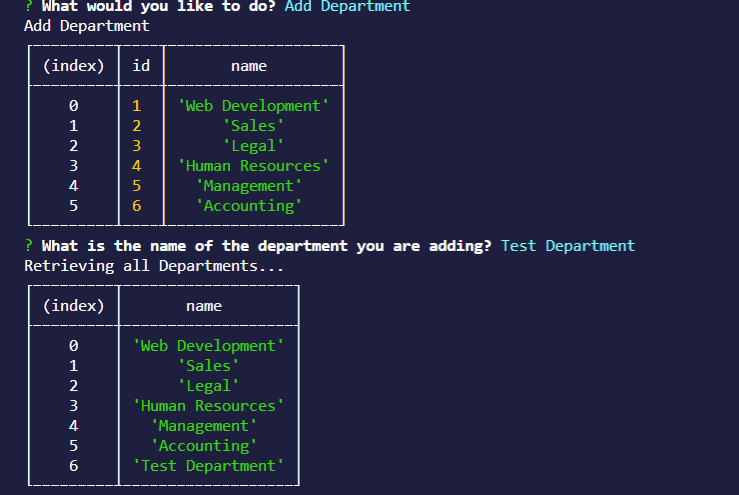 ? What would you like to do? Add Department
Add Department
(index) id name
0 1 'Web Development'
1 2 'Sales'
2 3 'Legal'
3 4 'Human Resources'
4 5 'Management'
5 6 'Accounting'
? What is the name of the department you are adding? Test Department
Retrieving all Departments...
(index) name
0 'Web Development'
1 'Sales'
2 'Legal'
3 'Human Resources'
4 'Management'
5 'Accounting'
6 'Test Department'